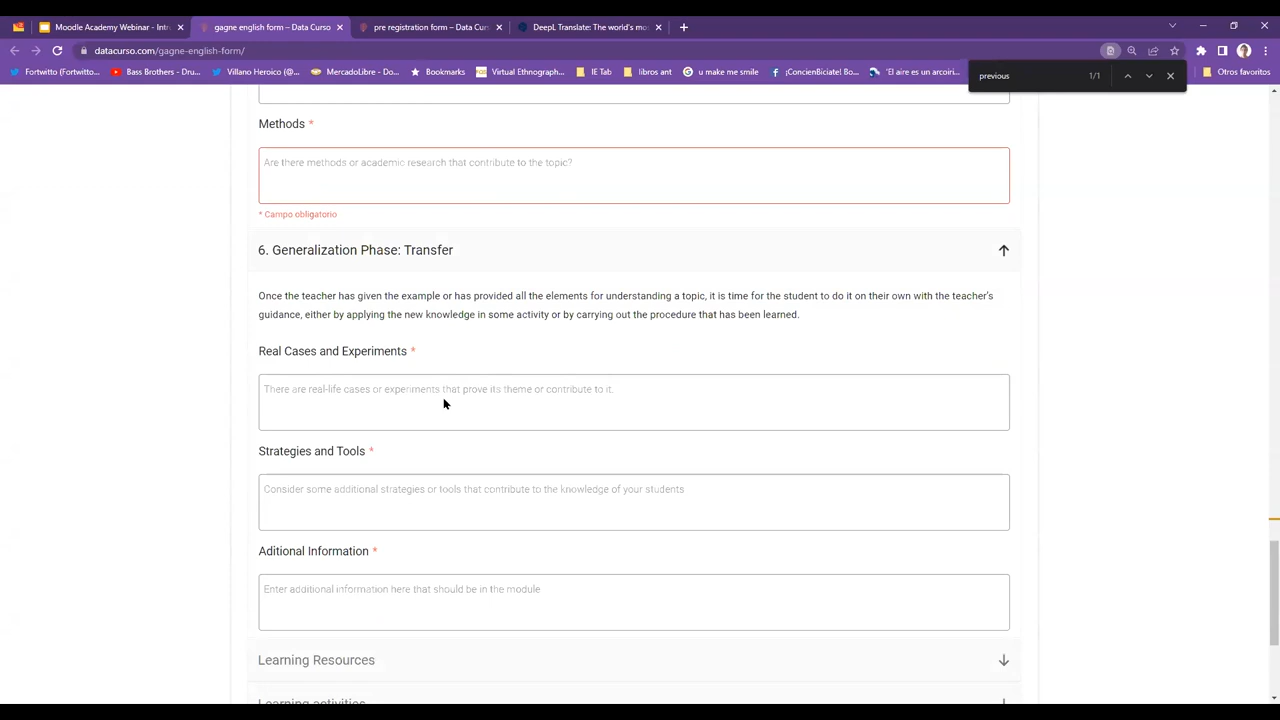 Moodle Academy Webinar - Intr
gagne english form – Data Curso
pre registration form – Data Cur
DeepL Translate: The world's mo
datacurso.com/gagne-english-form/
Fortwitto (Fortwitto...
Bass Brothers - Dru...
Villano Heroico (@...
MercadoLibre - Do...
Bookmarks
Virtual Ethnograph...
IE Tab
libros ant
u make me smile
¡ConcienBiciate! Bo...
'El aire es un arcoiri...
Otros favoritos
previous
1/1
Methods *
Are there methods or academic research that contribute to the topic?
* Campo obligatorio
6. Generalization Phase: Transfer
Once the teacher has given the example or has provided all the elements for understanding a topic, it is time for the student to do it on their own with the teacher's
guidance, either by applying the new knowledge in some activity or by carrying out the procedure that has been learned.
Real Cases and Experiments *
There are real-life cases or experiments that prove its theme or contribute to it.
Strategies and Tools *
Consider some additional strategies or tools that contribute to the knowledge of your students
Aditional Information *
Enter additional information here that should be in the module
Learning Resources
Learning activities